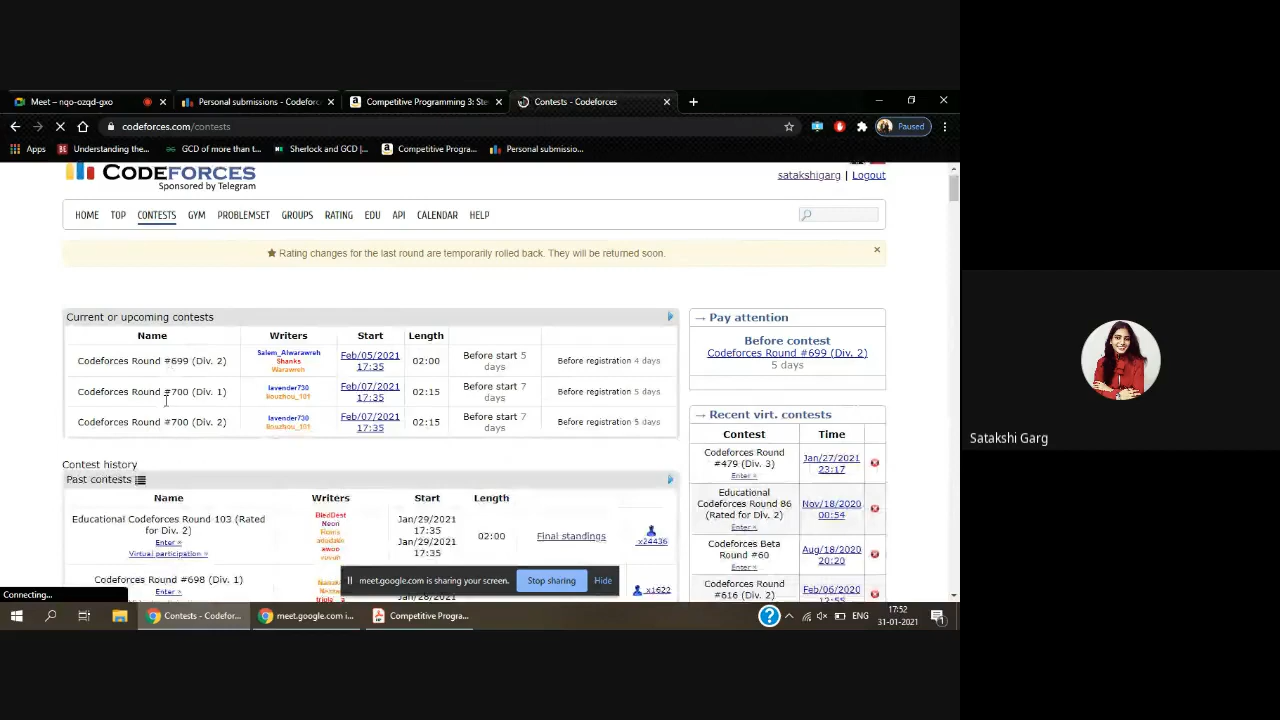 Meet – nqo-ozqd-gxo
Personal submissions - Codeforc
Competitive Programming 3: Ste
Contests - Codeforces
codeforces.com/contests
Paused
Apps
Understanding the...
GCD of more than t...
Sherlock and GCD |...
Competitive Progra...
Personal submissio...
CODEFORCES
Sponsored by Telegram
satakshigarg | Logout
HOME TOP CONTESTS GYM PROBLEMSET GROUPS RATING EDU API CALENDAR HELP
Rating changes for the last round are temporarily rolled back. They will be returned soon.
Current or upcoming contests
Name Writers Start Length
Codeforces Round #699 (Div. 2)
Salem_Alwarawreh
Shanks
Warawreh
Feb/05/2021
17:35
02:00
Before start 5
days
Before registration 4 days
Codeforces Round #700 (Div. 1)
lavender730
Feb/07/2021
17:35
02:15
Before start 7
days
Before registration 5 days
Codeforces Round #700 (Div. 2)
lavender730
Feb/07/2021
17:35
02:15
Before start 7
days
Before registration 5 days
→ Pay attention
Before contest
Codeforces Round #699 (Div. 2)
5 days
→ Recent virt. contests
Contest Time
Codeforces Round
#479 (Div. 3)
Enter »
Jan/27/2021
23:17
Educational
Codeforces Round 86
(Rated for Div. 2)
Enter »
Nov/18/2020
00:54
Codeforces Beta
Round #60
Enter »
Aug/18/2020
20:20
Codeforces Round
#616 (Div. 2)
Feb/06/2020
Contest history
Past contests
Name Writers Start Length
Educational Codeforces Round 103 (Rated
for Div. 2)
Enter »
Virtual participation »
BledDest
Neon
awoo
Jan/29/2021
17:35
Jan/29/2021
17:35
02:00
Final standings
x24436
Codeforces Round #698 (Div. 1)
Enter »
x1622
meet.google.com is sharing your screen.
Stop sharing
Hide
Connecting...
Contests - Codefor...
meet.google.com i...
Competitive Progra...
ENG
17:52
31-01-2021
Satakshi Garg